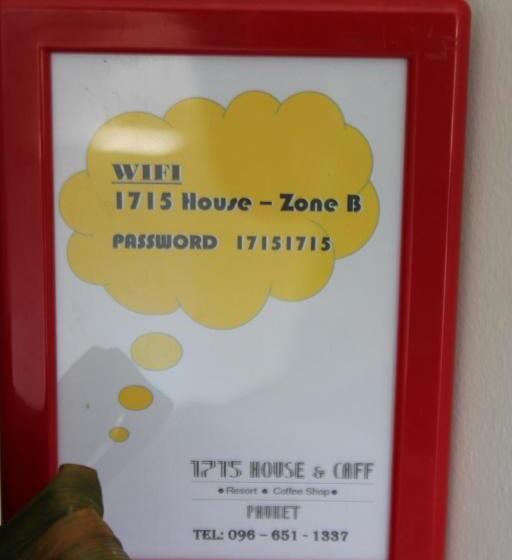 WIFI
1715 House – Zone B
PASSWORD 17151715
1715 HOUSE & CAFF
● Resort ● Coffee Shop ●
PHUKET
TEL: 096 – 651 - 1337